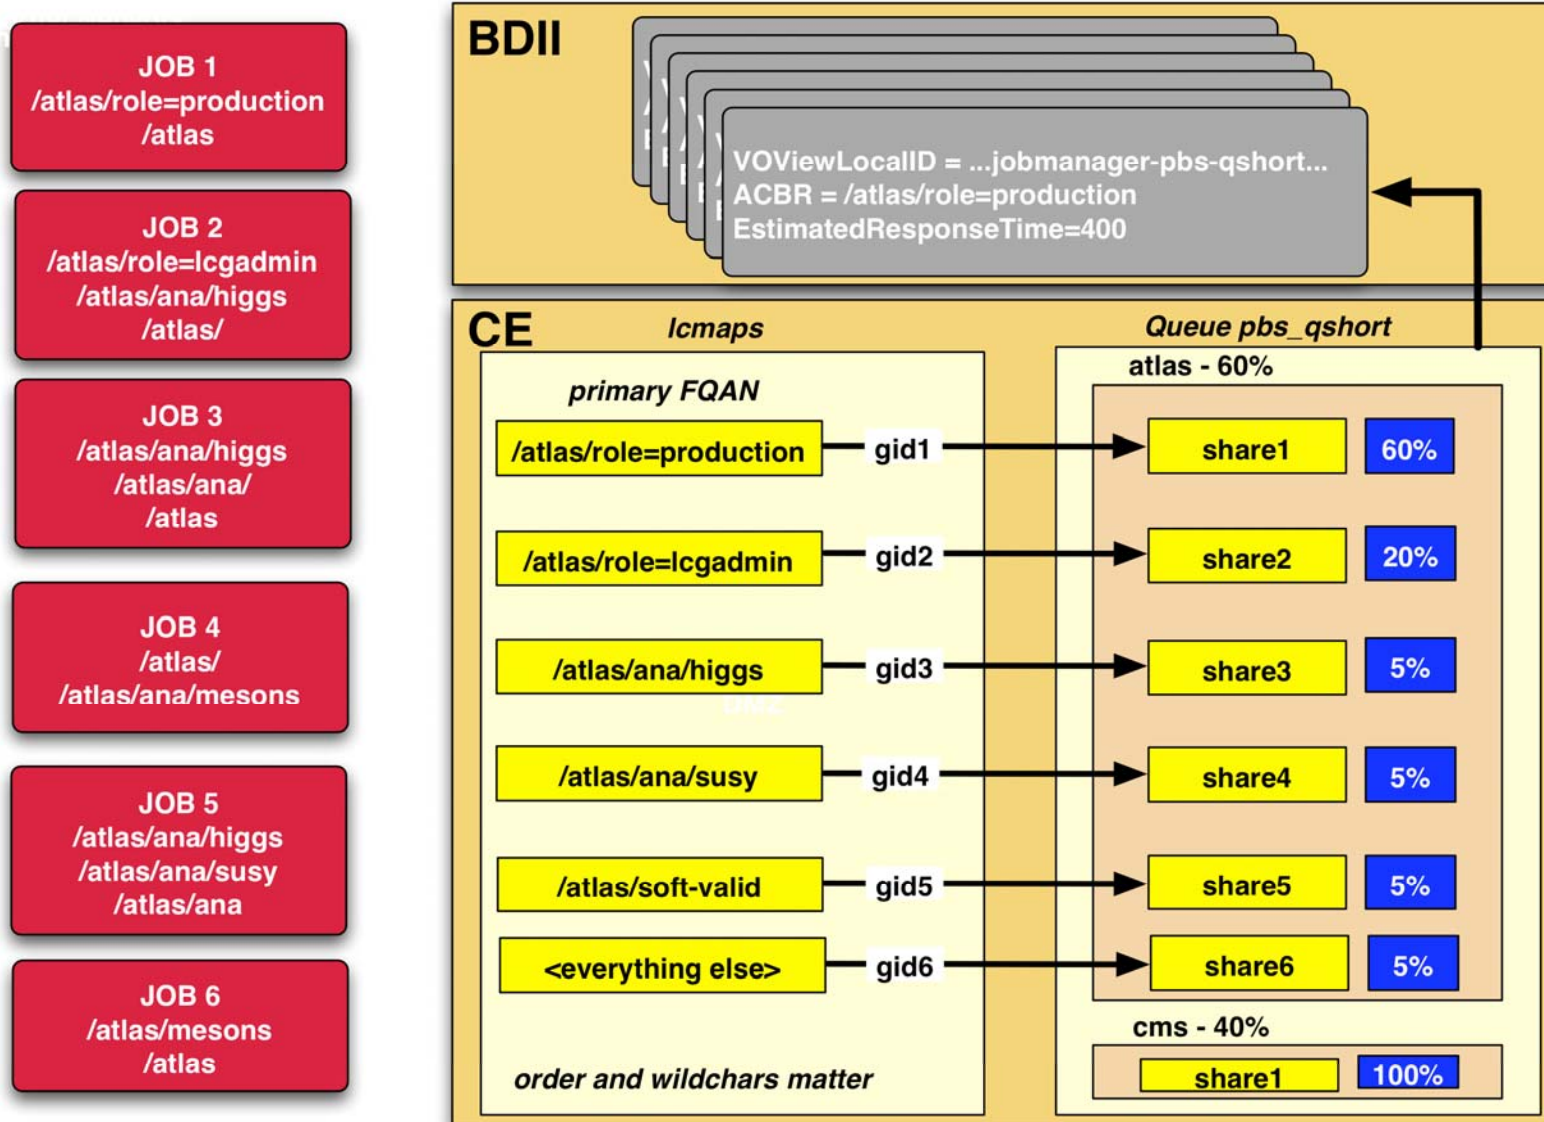 JOB 1
/atlas/role=production
/atlas
JOB 2
/atlas/role=lcgadmin
/atlas/ana/higgs
/atlas/
JOB 3
/atlas/ana/higgs
/atlas/ana/
/atlas
JOB 4
/atlas/
/atlas/ana/mesons
JOB 5
/atlas/ana/higgs
/atlas/ana/susy
/atlas/ana
JOB 6
/atlas/mesons
/atlas
BDII
VOViewLocalID = ...jobmanager-pbs-qshort...
ACBR = /atlas/role=production
EstimatedResponseTime=400
CE
lcmaps
primary FQAN
/atlas/role=production
gid1
/atlas/role=lcgadmin
gid2
/atlas/ana/higgs
gid3
/atlas/ana/susy
gid4
/atlas/soft-valid
gid5
<everything else>
gid6
order and wildchars matter
Queue pbs_qshort
atlas - 60%
share1
60%
share2
20%
share3
5%
share4
5%
share5
5%
share6
5%
cms - 40%
share1
100%